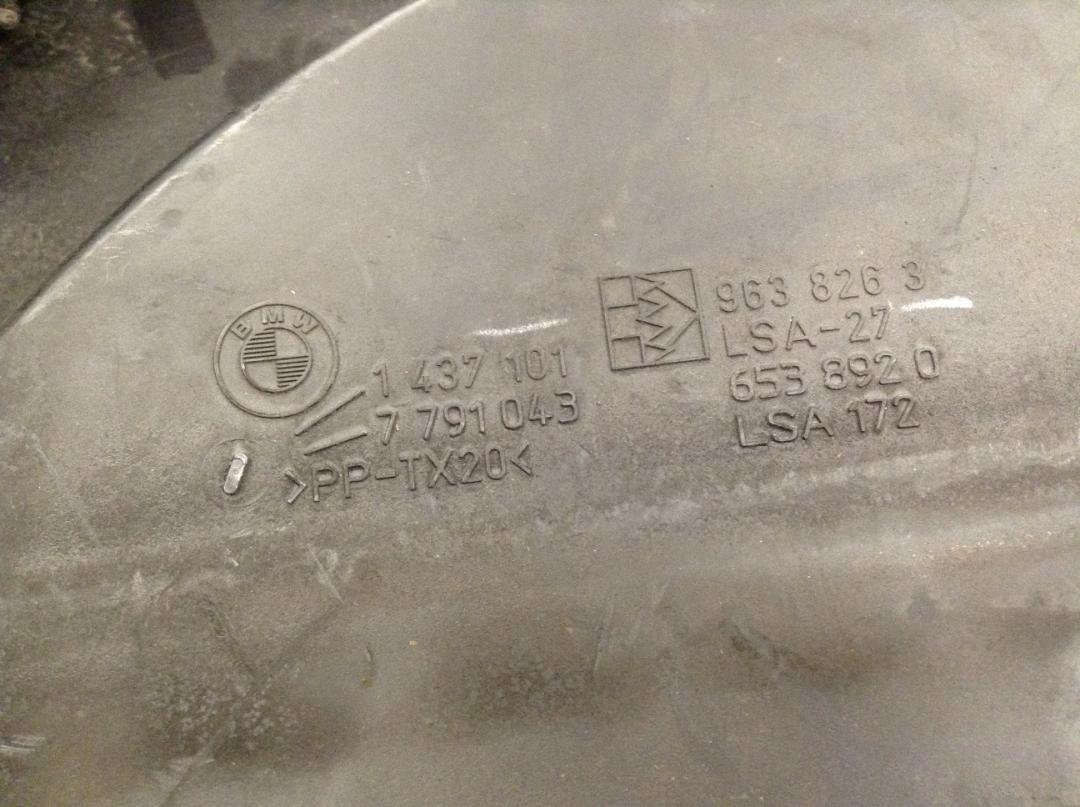 BMW
1 437 101
7 791 043
>PP-TX20<
963 826 3
LSA-27
653 892 0
LSA 172